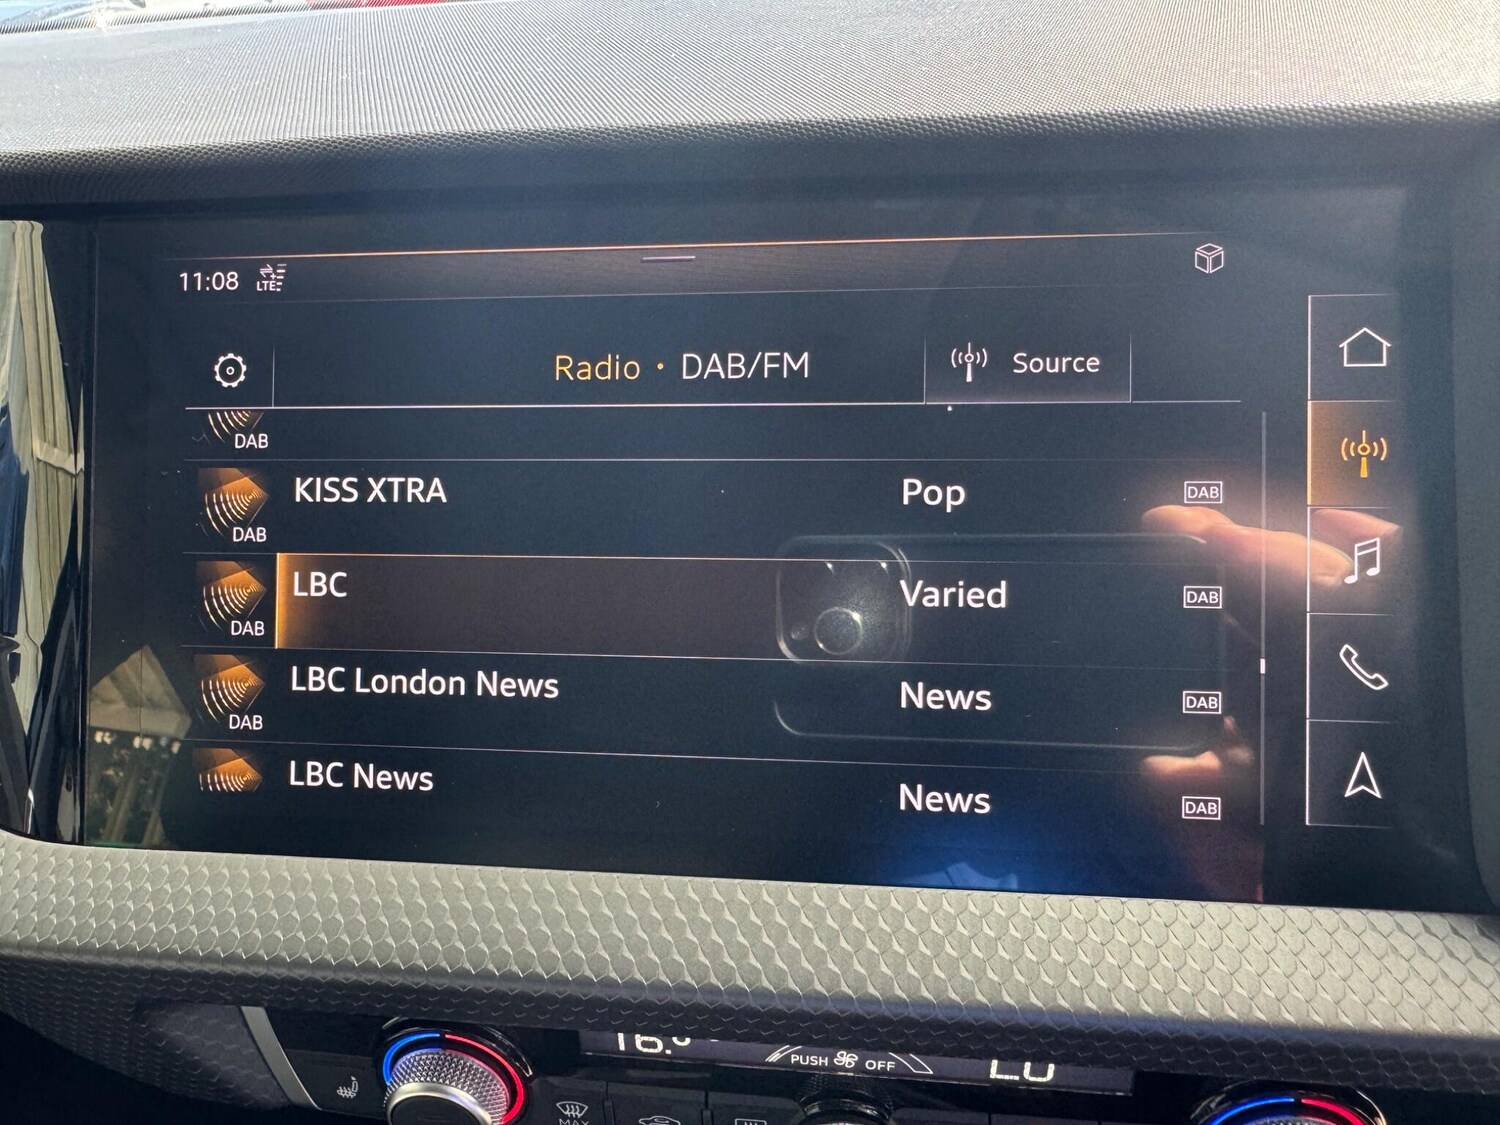 11:08 LTE
Radio · DAB/FM
Source
DAB
KISS XTRA Pop DAB
DAB
LBC Varied DAB
DAB
LBC London News News DAB
DAB
LBC News News DAB
PUSH OFF
MAX